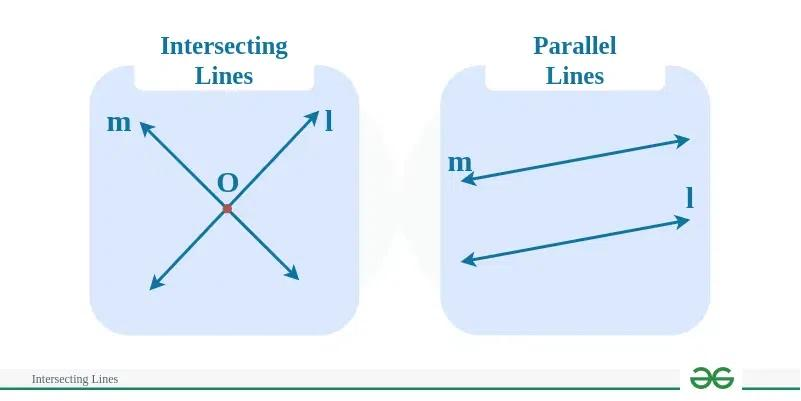 Intersecting
Lines
m
l
O
Parallel
Lines
m
l
Intersecting Lines